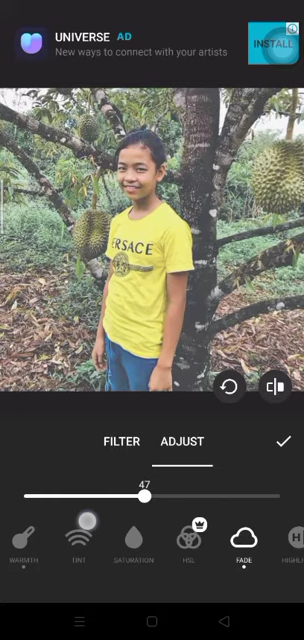 UNIVERSE AD
New ways to connect with your artists
INSTALL
ERSACE
FILTER ADJUST
47
WARMTH TINT SATURATION HSL FADE HIGHLI